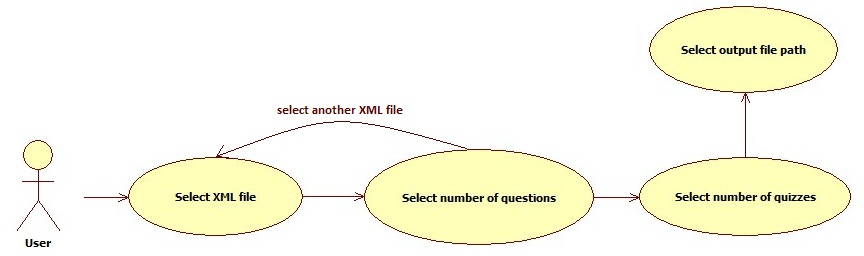 Select output file path
select another XML file
Select XML file
Select number of questions
Select number of quizzes
User